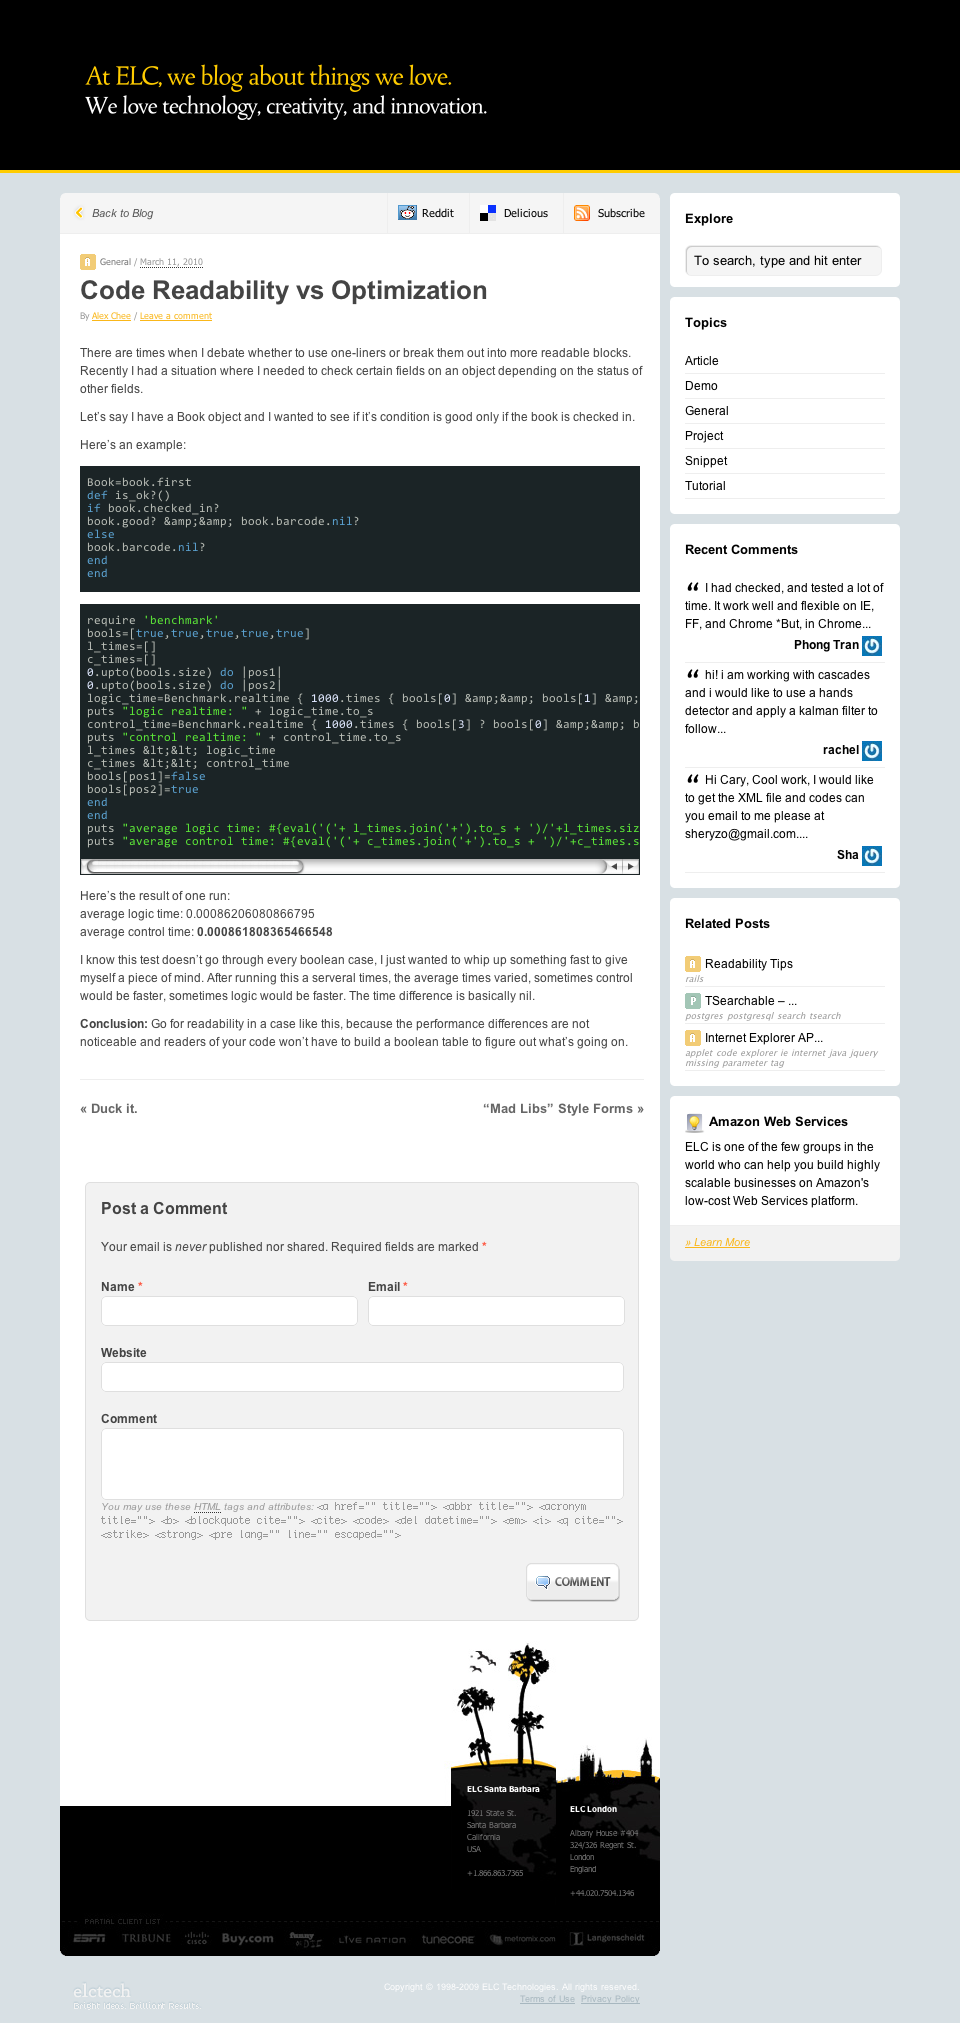 At ELC, we blog about things we love.
We love technology, creativity, and innovation.
Back to Blog
Reddit
Delicious
Subscribe
General / March 11, 2010
Code Readability vs Optimization
By Alex Chee / Leave a comment
There are times when I debate whether to use one-liners or break them out into more readable blocks.
Recently I had a situation where I needed to check certain fields on an object depending on the status of
other fields.
Let's say I have a Book object and I wanted to see if it's condition is good only if the book is checked in.
Here's an example:
Book=book.first
def is_ok?()
if book.checked_in?
book.good? &amp;&amp; book.barcode.nil?
else
book.barcode.nil?
end
end
require 'benchmark'
bools=[true,true,true,true,true]
l_times=[]
c_times=[]
0.upto(bools.size) do |pos1|
0.upto(bools.size) do |pos2|
logic_time=Benchmark.realtime { 1000.times { bools[0] &amp;&amp; bools[1] &amp;
puts "logic realtime: " + logic_time.to_s
control_time=Benchmark.realtime { 1000.times { bools[3] ? bools[0] &amp;&amp; b
puts "control realtime: " + control_time.to_s
l_times &lt;&lt; logic_time
c_times &lt;&lt; control_time
bools[pos1]=false
bools[pos2]=true
end
end
puts "average logic time: #{eval('('+ l_times.join('+').to_s + ')/'+l_times.siz
puts "average control time: #{eval('('+ c_times.join('+').to_s + ')/'+c_times.s
Here's the result of one run:
average logic time: 0.00086206080866795
average control time: 0.000861808365466548
I know this test doesn't go through every boolean case, I just wanted to whip up something fast to give
myself a piece of mind. After running this a serveral times, the average times varied, sometimes control
would be faster, sometimes logic would be faster. The time difference is basically nil.
Conclusion: Go for readability in a case like this, because the performance differences are not
noticeable and readers of your code won't have to build a boolean table to figure out what's going on.
« Duck it.
“Mad Libs” Style Forms »
Post a Comment
Your email is never published nor shared. Required fields are marked *
Name *
Email *
Website
Comment
You may use these HTML tags and attributes: <a href="" title=""> <abbr title=""> <acronym
title=""> <b> <blockquote cite=""> <cite> <code> <del datetime=""> <em> <i> <q cite="">
<strike> <strong> <pre lang="" line="" escaped="">
COMMENT
Explore
To search, type and hit enter
Topics
Article
Demo
General
Project
Snippet
Tutorial
Recent Comments
“ I had checked, and tested a lot of
time. It work well and flexible on IE,
FF, and Chrome *But, in Chrome...
Phong Tran
“ hi! i am working with cascades
and i would like to use a hands
detector and apply a kalman filter to
follow...
rachel
“ Hi Cary, Cool work, I would like
to get the XML file and codes can
you email to me please at
sheryzo@gmail.com....
Sha
Related Posts
Readability Tips
rails
P TSearchable – ...
postgres postgresql search tsearch
Internet Explorer AP...
applet code explorer ie internet java jquery
missing parameter tag
Amazon Web Services
ELC is one of the few groups in the
world who can help you build highly
scalable businesses on Amazon's
low-cost Web Services platform.
» Learn More
ELC Santa Barbara
1921 State St.
Santa Barbara
California
USA
+1.866.863.7365
ELC London
Albany House #404
324/326 Regent St.
London
England
+44.020.7504.1346
PARTIAL CLIENT LIST
ESPN
TRIBUNE
cisco
Buy.com
funny or DIE
LIVE NATION
TUNECORE
metromix.com
Langenscheidt
elctech
Bright Ideas. Brilliant Results.
Copyright © 1998-2009 ELC Technologies. All rights reserved.
Terms of Use Privacy Policy